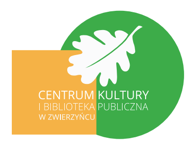 CENTRUM KULTURY
I BIBLIOTEKA PUBLICZNA
W ZWIERZYŃCU